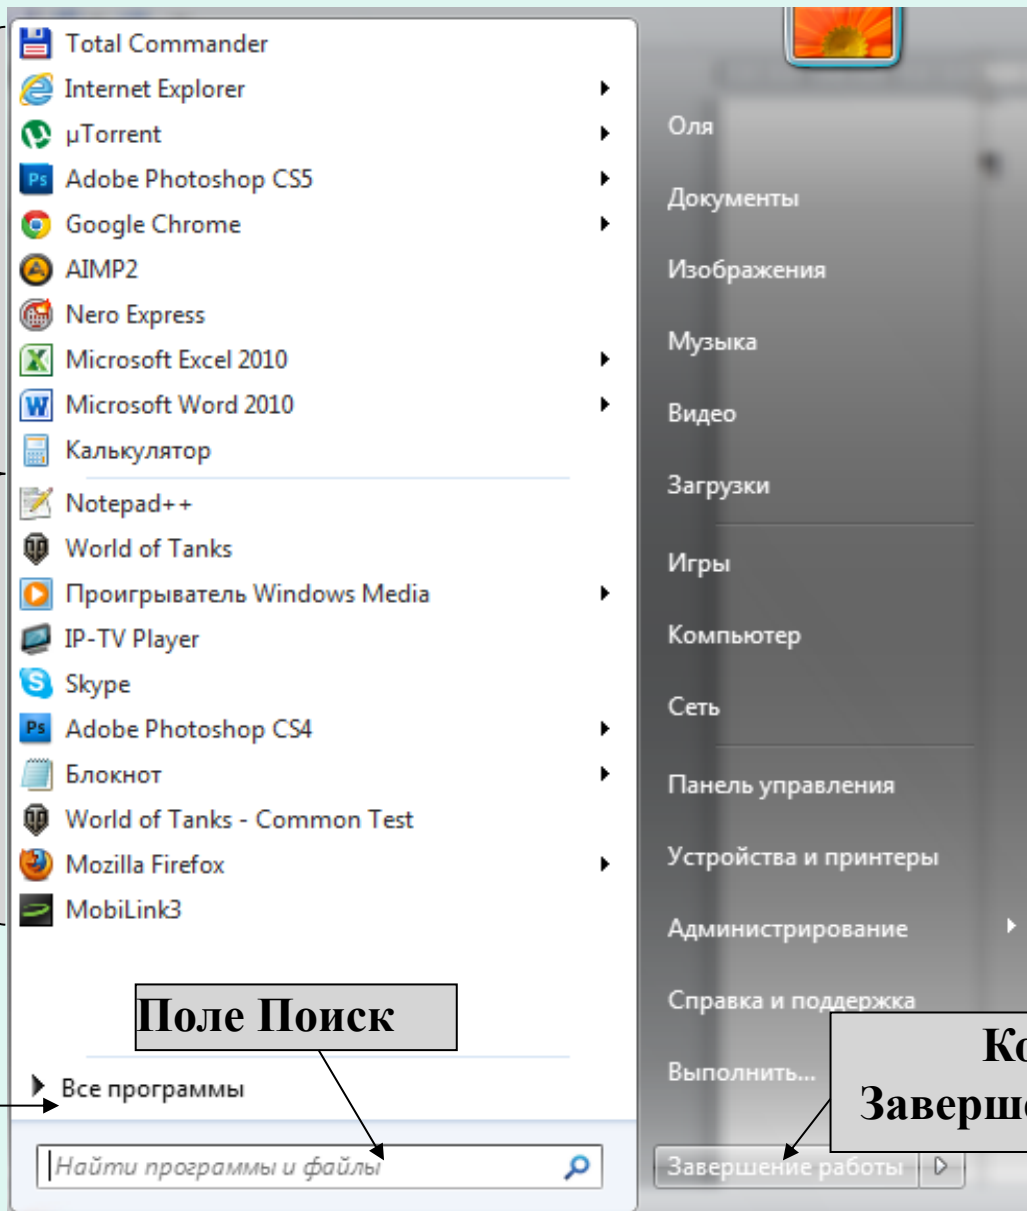 Total Commander
Internet Explorer
µTorrent
Adobe Photoshop CS5
Google Chrome
AIMP2
Nero Express
Microsoft Excel 2010
Microsoft Word 2010
Калькулятор
Notepad++
World of Tanks
Проигрыватель Windows Media
IP-TV Player
Skype
Adobe Photoshop CS4
Блокнот
World of Tanks - Common Test
Mozilla Firefox
MobiLink3
Поле Поиск
Все программы
Найти программы и файлы
Оля
Документы
Изображения
Музыка
Видео
Загрузки
Игры
Компьютер
Сеть
Панель управления
Устройства и принтеры
Администрирование
Справка и поддержка
Выполнить...
Завершение работы